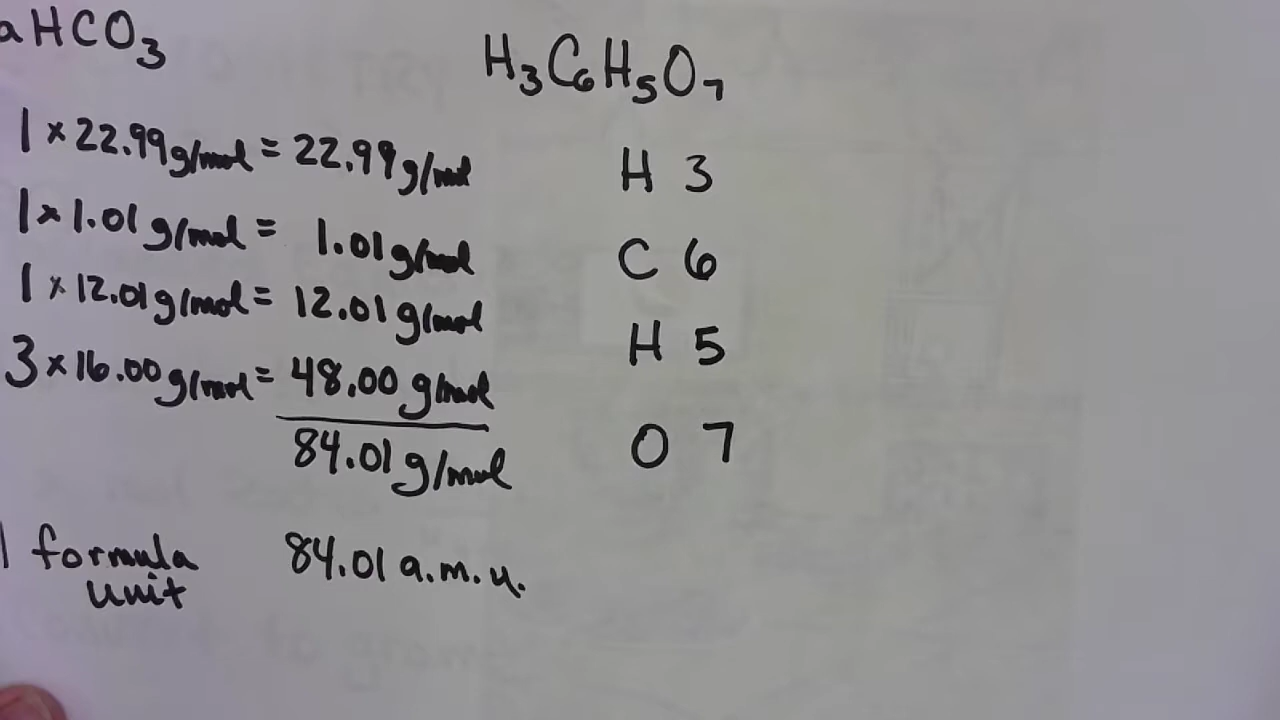 aHCO3
1 × 22.99 g/mol = 22.99 g/mol
1 × 1.01 g/mol = 1.01 g/mol
1 × 12.01 g/mol = 12.01 g/mol
3 × 16.00 g/mol = 48.00 g/mol
84.01 g/mol
1 formula unit 84.01 a.m.u.
H3C6H5O7
H 3
C 6
H 5
O 7